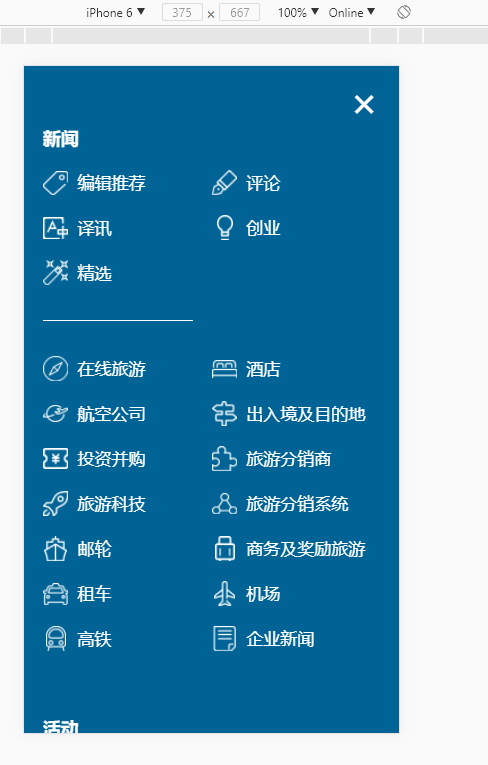 iPhone 6 ▼ 375 × 667 100% ▼ Online ▼
新闻
编辑推荐 评论
译讯 创业
精选
在线旅游 酒店
航空公司 出入境及目的地
投资并购 旅游分销商
旅游科技 旅游分销系统
邮轮 商务及奖励旅游
租车 机场
高铁 企业新闻
活动